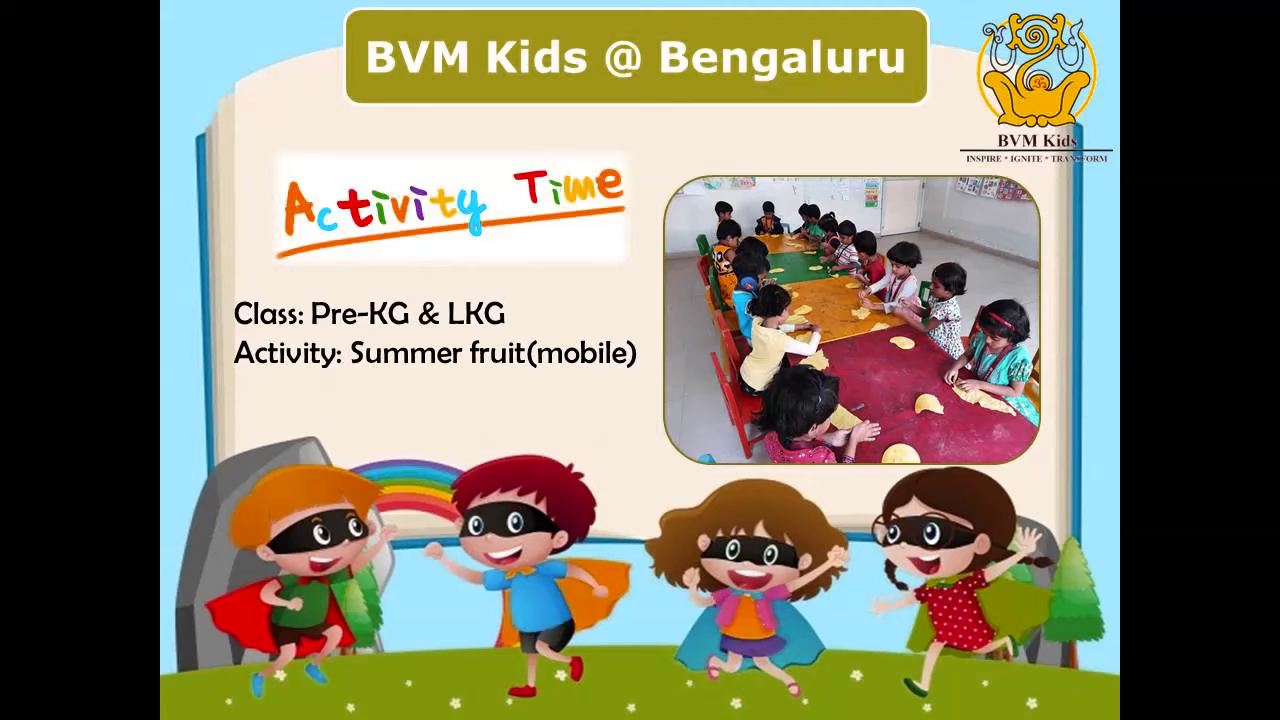 BVM Kids @ Bengaluru
BVM Kids
INSPIRE * IGNITE * TRANSFORM
Activity Time
Class: Pre-KG & LKG
Activity: Summer fruit(mobile)